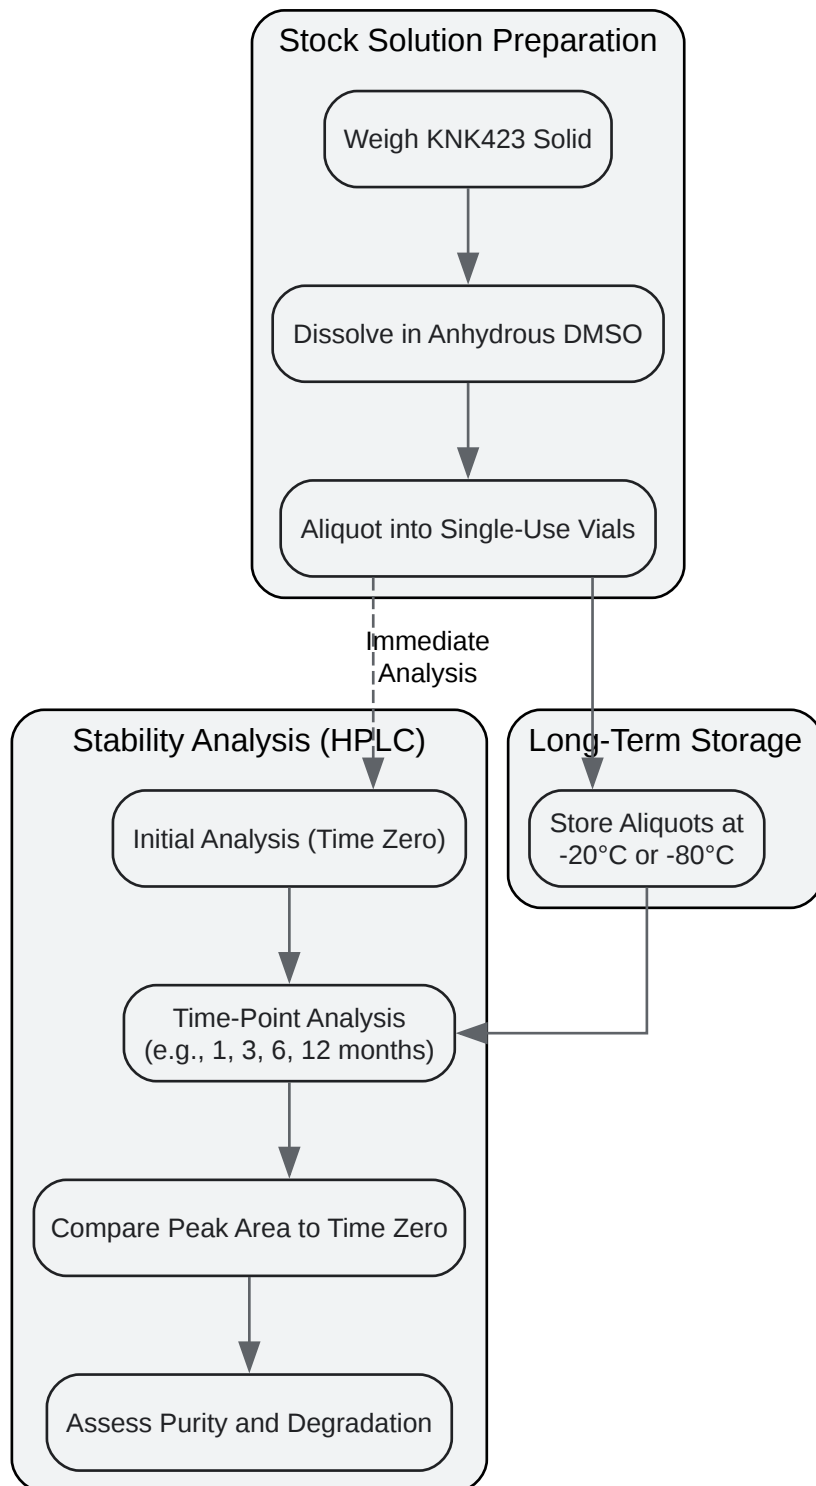 Stock Solution Preparation
Weigh KNK423 Solid
Dissolve in Anhydrous DMSO
Aliquot into Single-Use Vials
Immediate
Analysis
Stability Analysis (HPLC)
Initial Analysis (Time Zero)
Time-Point Analysis
(e.g., 1, 3, 6, 12 months)
Compare Peak Area to Time Zero
Assess Purity and Degradation
Long-Term Storage
Store Aliquots at
-20°C or -80°C